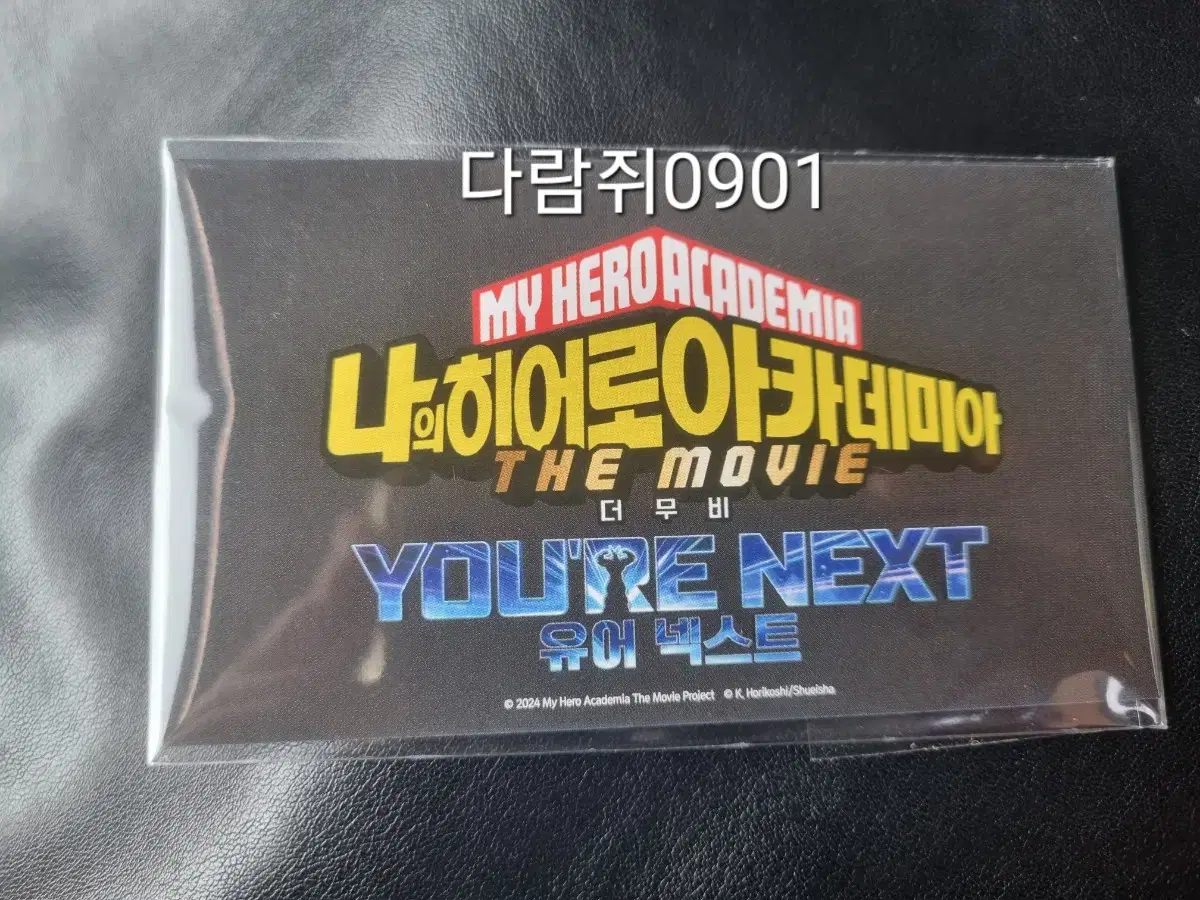 다람쥐0901
MY HERO ACADEMIA
나의히어로아카데미아
THE MOVIE
더 무 비
YOU'RE NEXT
유어 넥스트
© 2024 My Hero Academia The Movie Project © K. Horikoshi/Shueisha